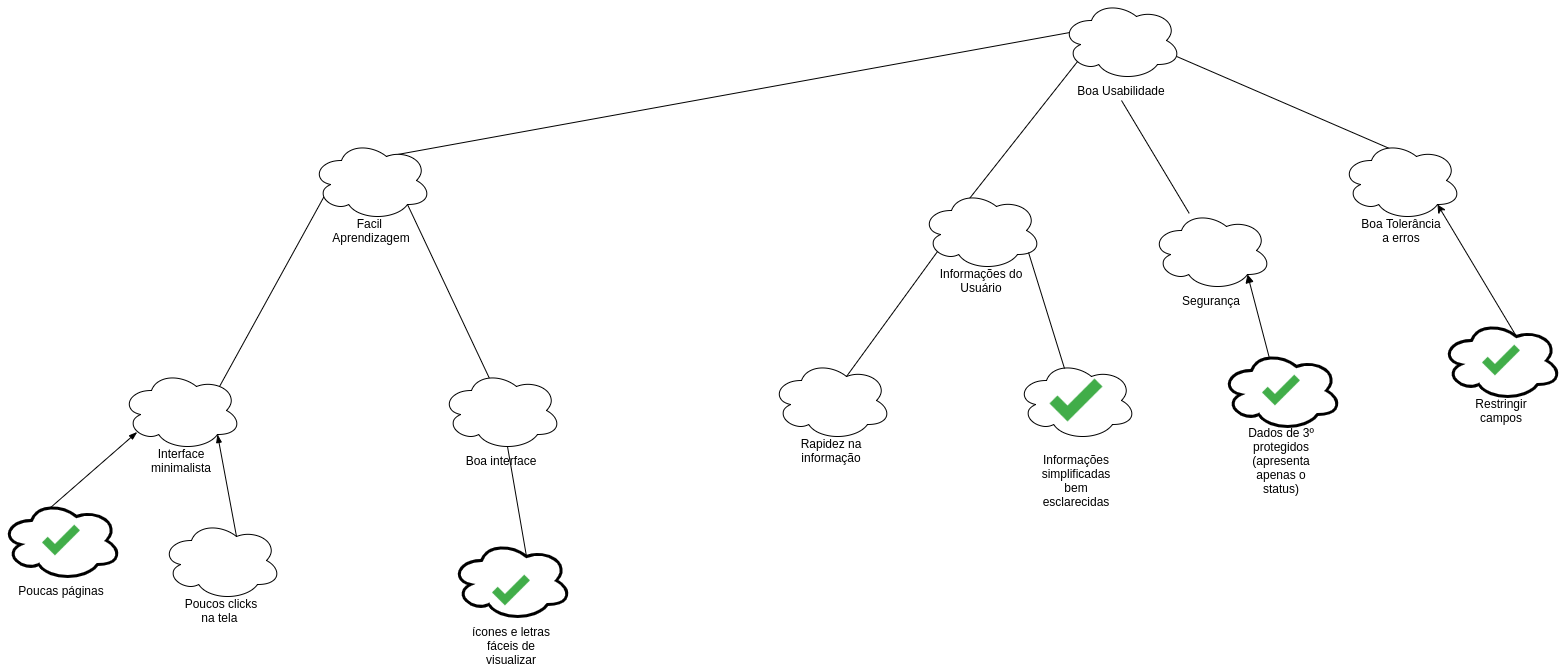 Boa Usabilidade
Facil
Aprendizagem
Informações do
Usuário
Segurança
Boa Tolerância
a erros
Interface
minimalista
Boa interface
Rapidez na
informação
Informações
simplificadas
bem
esclarecidas
Dados de 3º
protegidos
(apresenta
apenas o
status)
Restringir
campos
Poucas páginas
Poucos clicks
na tela
ícones e letras
fáceis de
visualizar